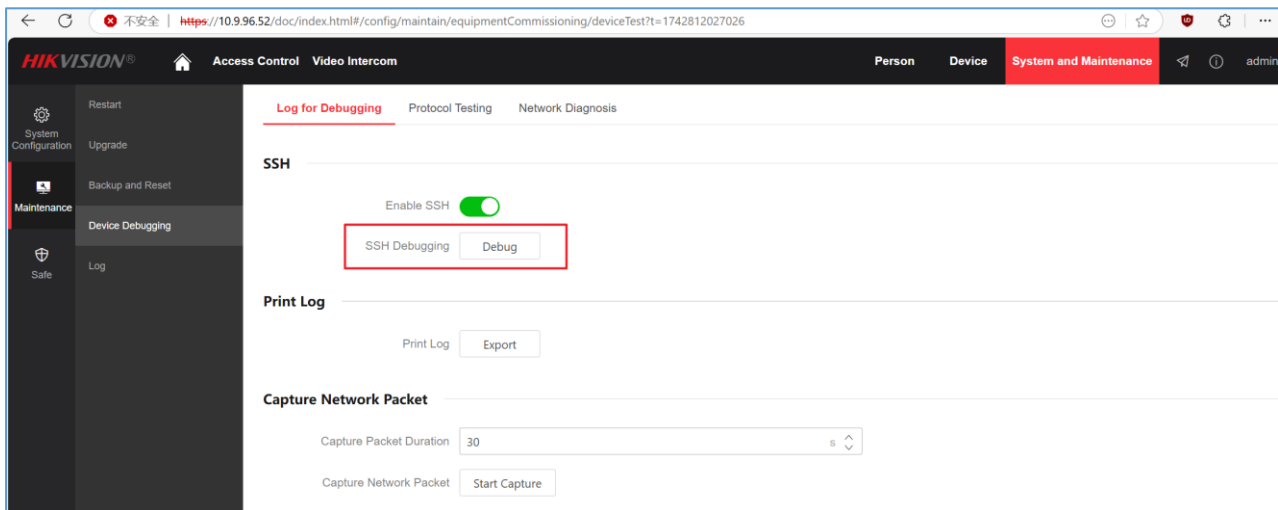 不安全 https://10.9.96.52/doc/index.html#/config/maintain/equipmentCommissioning/deviceTest?t=1742812027026
HIKVISION® Access Control Video Intercom Person Device System and Maintenance admin
System Configuration
Maintenance
Safe
Restart
Upgrade
Backup and Reset
Device Debugging
Log
Log for Debugging Protocol Testing Network Diagnosis
SSH
Enable SSH
SSH Debugging Debug
Print Log
Print Log Export
Capture Network Packet
Capture Packet Duration 30 s
Capture Network Packet Start Capture